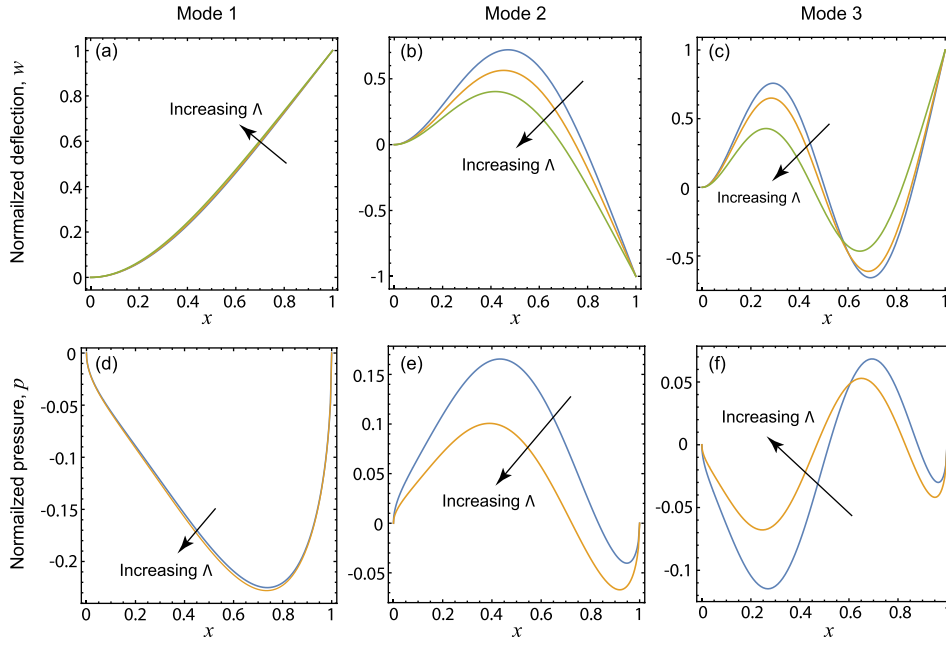 Mode 1 Mode 2 Mode 3
Normailzed deflection, w
(a)
Increasing Λ
1
0.8
0.6
0.4
0.2
0
0 0.2 0.4 0.6 0.8 1
x
(b)
Increasing Λ
0.5
0
-0.5
-1
0 0.2 0.4 0.6 0.8 1
x
(c)
Increasing Λ
1
0.5
0
-0.5
0 0.2 0.4 0.6 0.8 1
x
Normailzed pressure, p
(d)
Increasing Λ
0
-0.05
-0.1
-0.15
-0.2
0 0.2 0.4 0.6 0.8 1
x
(e)
Increasing Λ
0.15
0.1
0.05
0
-0.05
0 0.2 0.4 0.6 0.8 1
x
(f)
Increasing Λ
0.05
0
-0.05
-0.1
0 0.2 0.4 0.6 0.8 1
x